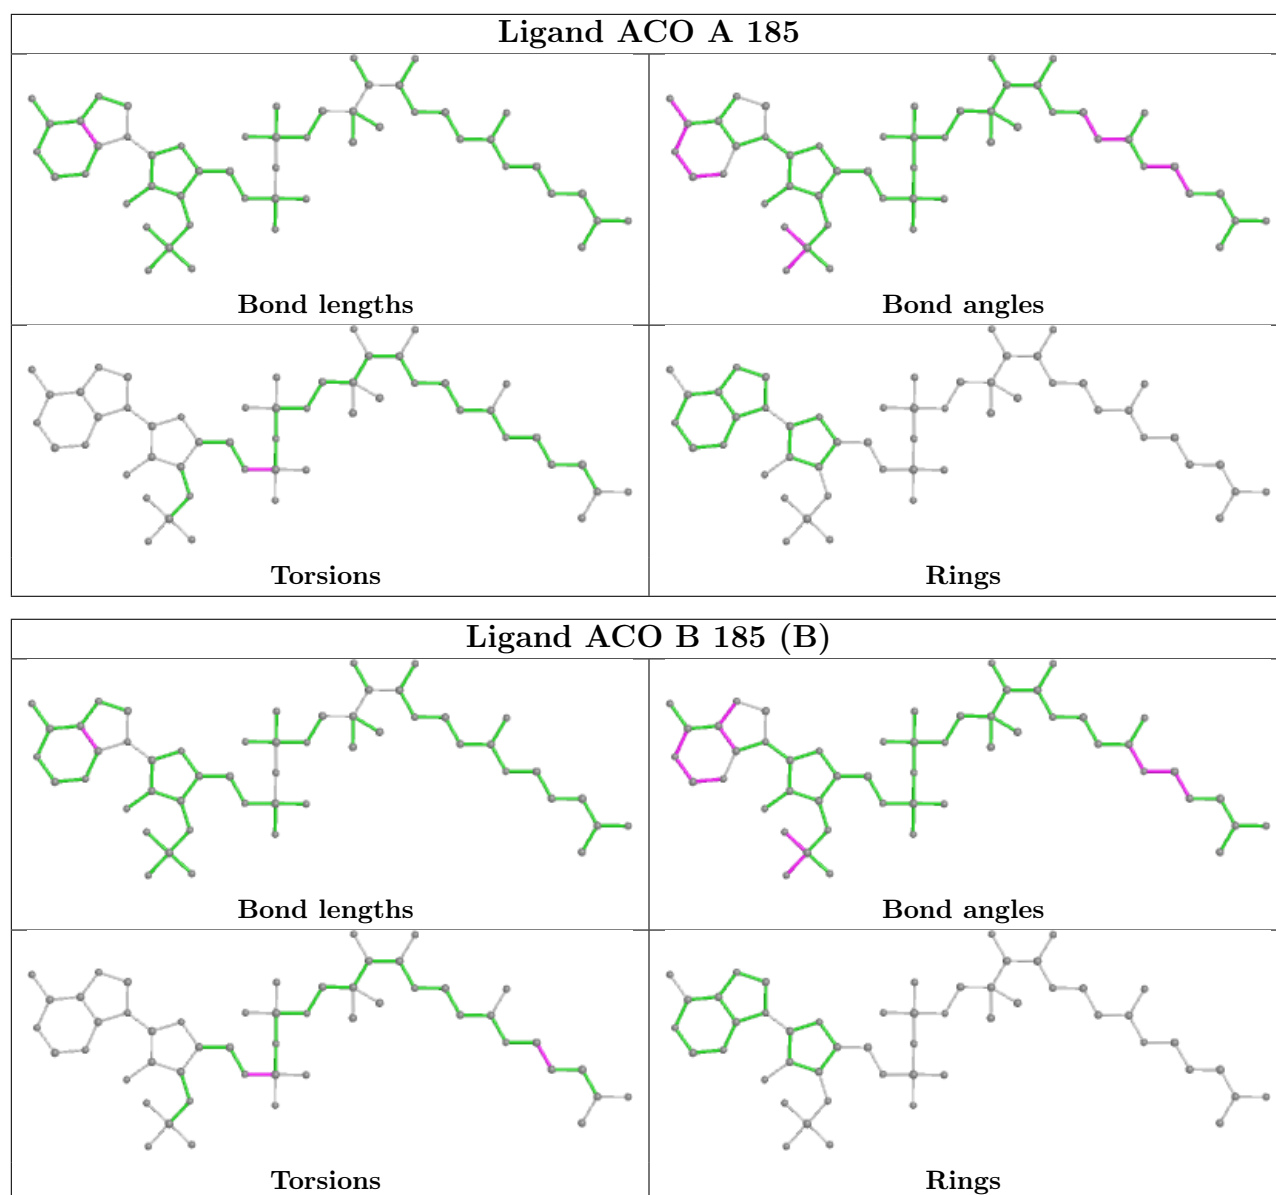 Ligand ACO A 185
Bond lengths
Bond angles
Torsions
Rings
Ligand ACO B 185 (B)
Bond lengths
Bond angles
Torsions
Rings